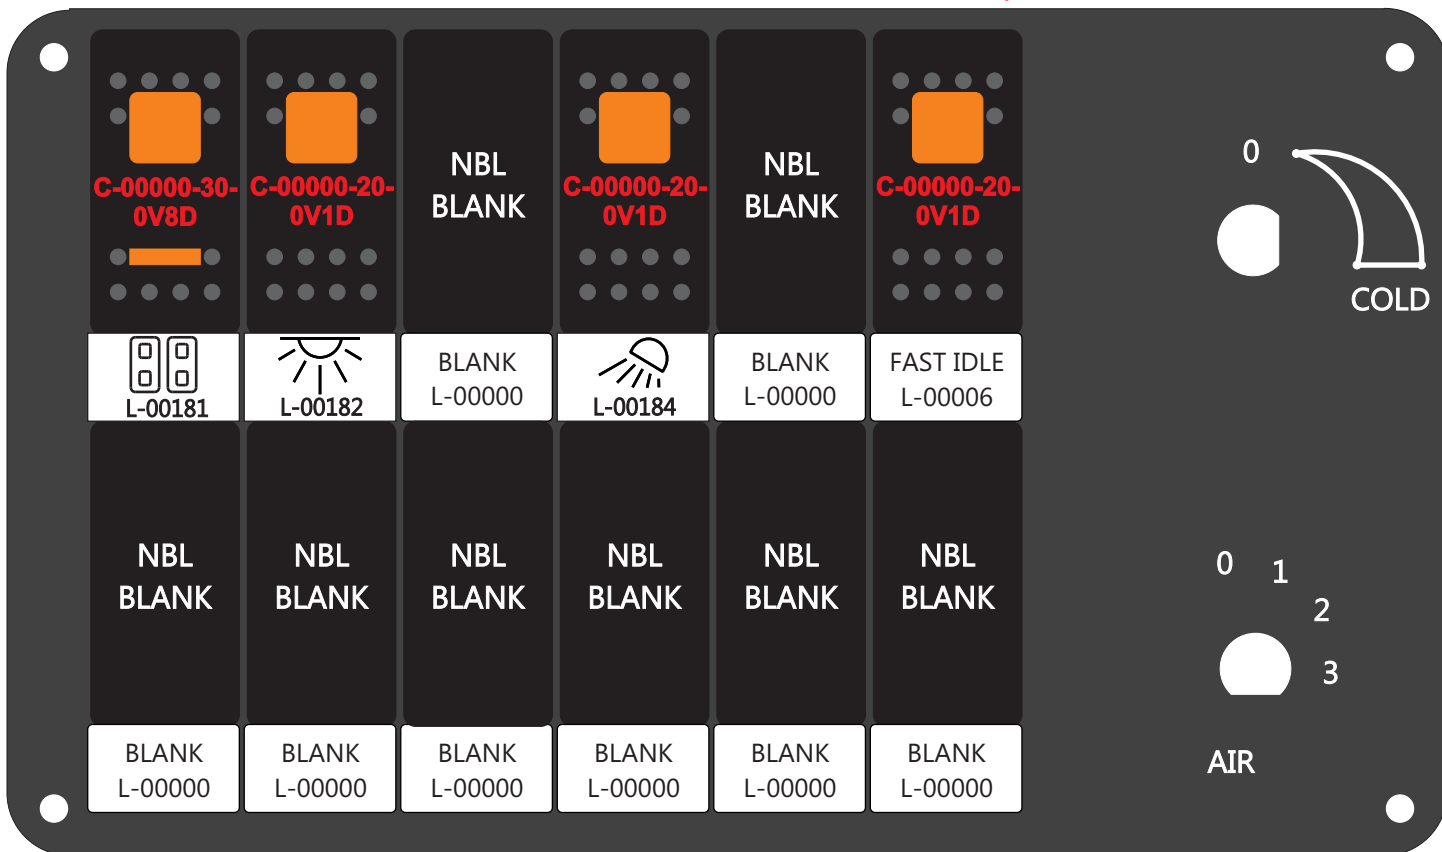 C-00000-30-
0V8D
C-00000-20-
0V1D
NBL
BLANK
C-00000-20-
0V1D
NBL
BLANK
C-00000-20-
0V1D
0
COLD
L-00181
L-00182
BLANK
L-00000
L-00184
BLANK
L-00000
FAST IDLE
L-00006
NBL
BLANK
NBL
BLANK
NBL
BLANK
NBL
BLANK
NBL
BLANK
NBL
BLANK
0
1
2
3
AIR
BLANK
L-00000
BLANK
L-00000
BLANK
L-00000
BLANK
L-00000
BLANK
L-00000
BLANK
L-00000